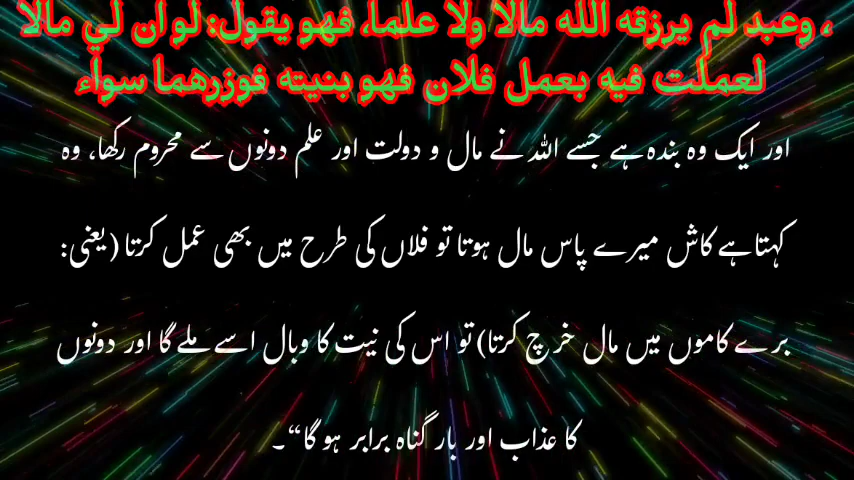 ، وعبد لم يرزقه الله مالا ولا علما، فهو يقول: لو ان لي مالا
لعملت فيه بعمل فلان فهو بنيته فوزرهما سواء
اور ایک وہ بندہ ہے جسے اللہ نے مال و دولت اور علم دونوں سے محروم رکھا، وہ
کہتا ہے کاش میرے پاس مال ہوتا تو فلاں کی طرح میں بھی عمل کرتا (یعنی:
برے کاموں میں مال خرچ کرتا) تو اس کی نیت کا وبال اسے ملے گا اور دونوں
کا عذاب اور بار گناہ برابر ہو گا“۔